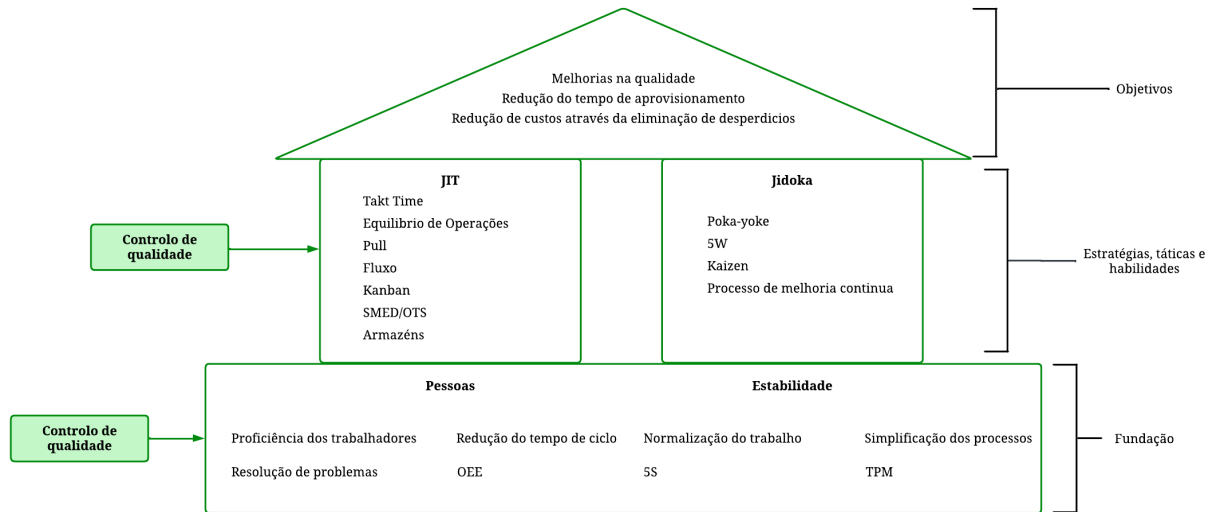 Melhorias na qualidade
Redução do tempo de aprovisionamento
Redução de custos através da eliminação de desperdicios
Objetivos
JIT
Takt Time
Equilibrio de Operações
Pull
Fluxo
Kanban
SMED/OTS
Armazéns
Jidoka
Poka-yoke
5W
Kaizen
Processo de melhoria continua
Controlo de
qualidade
Estratégias, táticas e
habilidades
Pessoas
Estabilidade
Proficiência dos trabalhadores
Redução do tempo de ciclo
Normalização do trabalho
Simplificação dos processos
Resolução de problemas
OEE
5S
TPM
Controlo de
qualidade
Fundação